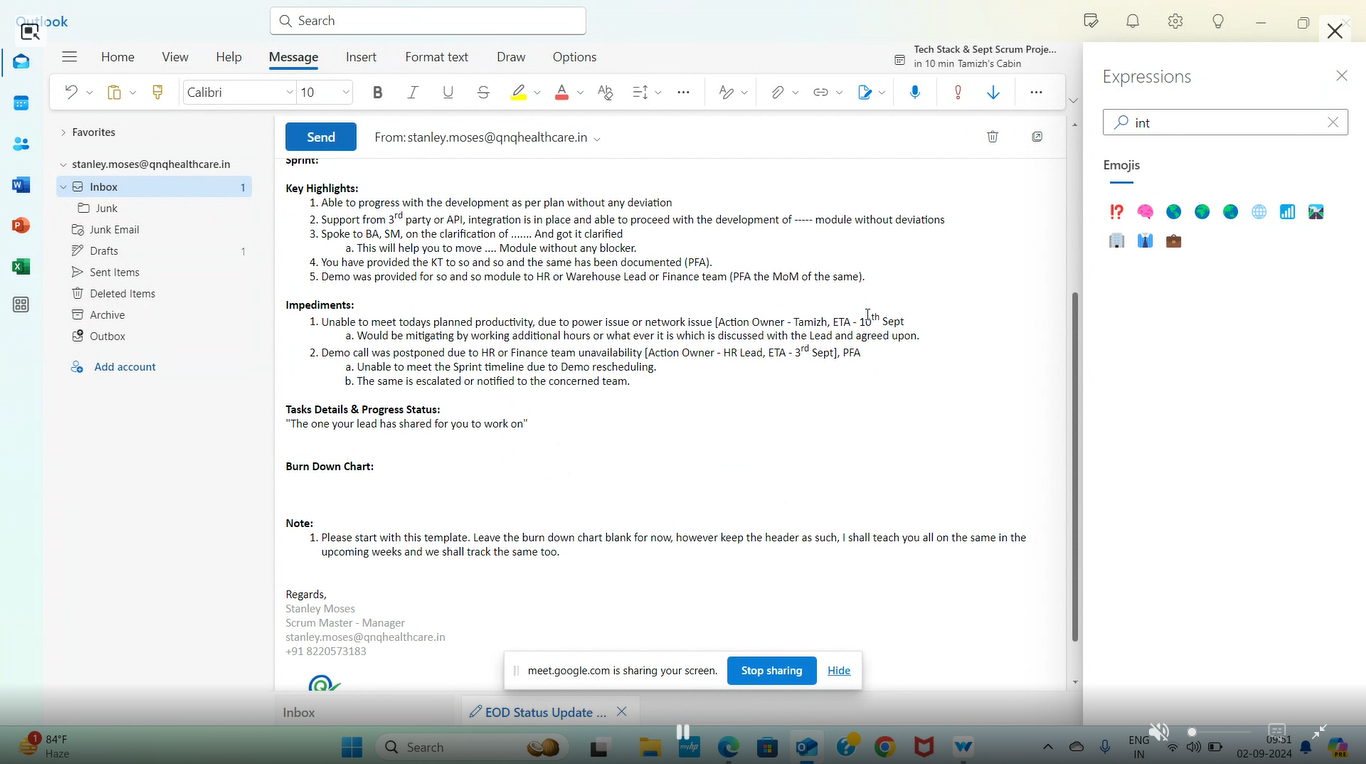 Outlook
Search
Home View Help Message Insert Format text Draw Options
Tech Stack & Sept Scrum Proje...
in 10 min Tamizh's Cabin
Calibri 10
Favorites
stanley.moses@qnqhealthcare.in
Inbox 1
Junk
Junk Email
Drafts 1
Sent Items
Deleted Items
Archive
Outbox
Add account
Send From: stanley.moses@qnqhealthcare.in
Sprint:
Key Highlights:
1. Able to progress with the development as per plan without any deviation
2. Support from 3rd party or API, integration is in place and able to proceed with the development of ----- module without deviations
3. Spoke to BA, SM, on the clarification of ....... And got it clarified
a. This will help you to move .... Module without any blocker.
4. You have provided the KT to so and so and the same has been documented (PFA).
5. Demo was provided for so and so module to HR or Warehouse Lead or Finance team (PFA the MoM of the same).
Impediments:
1. Unable to meet todays planned productivity, due to power issue or network issue [Action Owner - Tamizh, ETA - 10th Sept
a. Would be mitigating by working additional hours or what ever it is which is discussed with the Lead and agreed upon.
2. Demo call was postponed due to HR or Finance team unavailability [Action Owner - HR Lead, ETA - 3rd Sept], PFA
a. Unable to meet the Sprint timeline due to Demo rescheduling.
b. The same is escalated or notified to the concerned team.
Tasks Details & Progress Status:
"The one your lead has shared for you to work on"
Burn Down Chart:
Note:
1. Please start with this template. Leave the burn down chart blank for now, however keep the header as such, I shall teach you all on the same in the
upcoming weeks and we shall track the same too.
Regards,
Stanley Moses
Scrum Master - Manager
stanley.moses@qnqhealthcare.in
+91 8220573183
meet.google.com is sharing your screen. Stop sharing Hide
Inbox EOD Status Update ...
Expressions
int
Emojis
1 84°F
Haze
Search
ENG
IN
09:51
02-09-2024